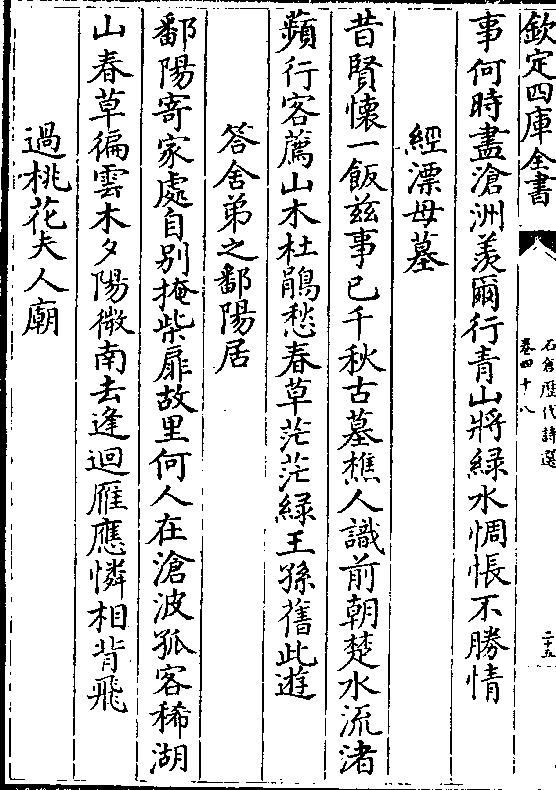 欽定四庫全書
石倉歴代詩選
卷四十八
二十五
事何時盡滄洲羡爾行青山將緑水惆悵不勝情
經漂母墓
昔賢懷一飯兹事已千秋古墓樵人識前朝楚水流渚
蘋行客薦山木杜鵑愁春草茫茫緑王孫舊此遊
答舍弟之鄱陽居
鄱陽寄家處自别掩柴扉故里何人在滄波孤客稀湖
山春草徧雲木夕陽微南去逢迴雁應憐相背飛
過桃花夫人廟